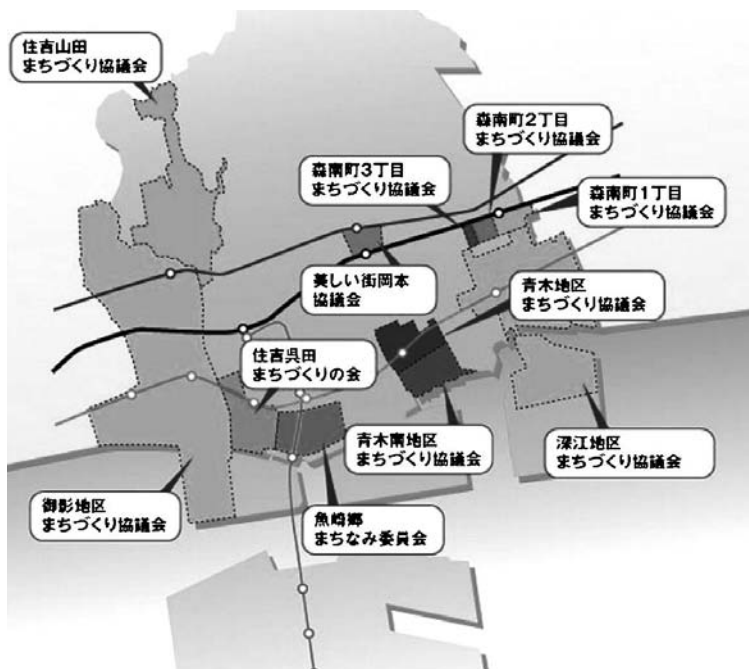 住吉山田
まちづくり協議会
森南町2丁目
まちづくり協議会
森南町3丁目
まちづくり協議会
森南町1丁目
まちづくり協議会
美しい街岡本
協議会
青木地区
まちづくり協議会
住吉呉田
まちづくりの会
青木南地区
まちづくり協議会
深江地区
まちづくり協議会
御影地区
まちづくり協議会
魚崎郷
まちなみ委員会